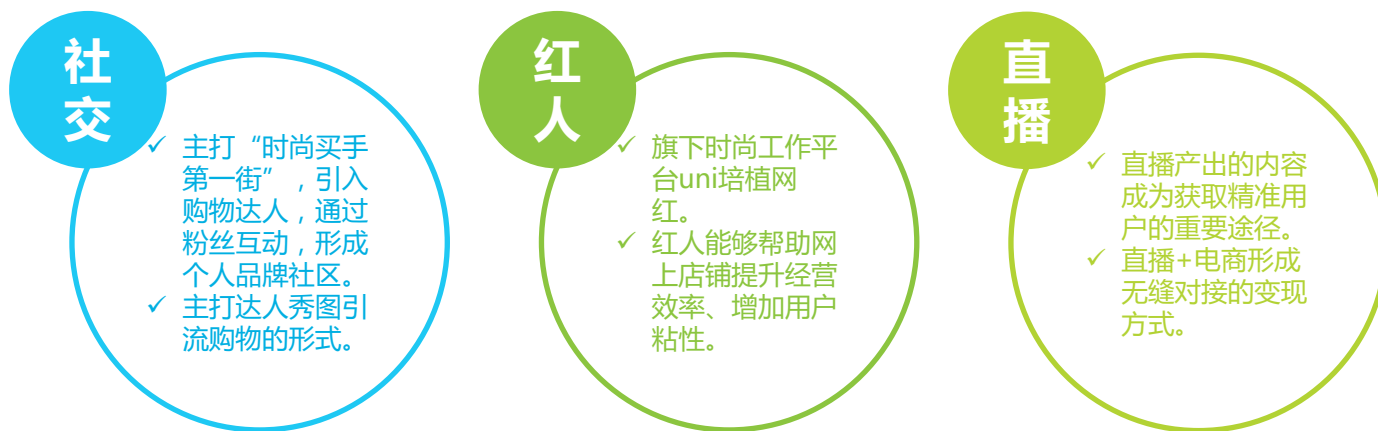 社
交
✓ 主打“时尚买手
第一街”，引入
购物达人，通过
粉丝互动，形成
个人品牌社区。
✓ 主打达人秀图引
流购物的形式。
红
人
✓ 旗下时尚工作平
台uni培植网
红。
✓ 红人能够帮助网
上店铺提升经营
效率、增加用户
粘性。
直
播
✓ 直播产出的内容
成为获取精准用
户的重要途径。
✓ 直播+电商形成
无缝对接的变现
方式。